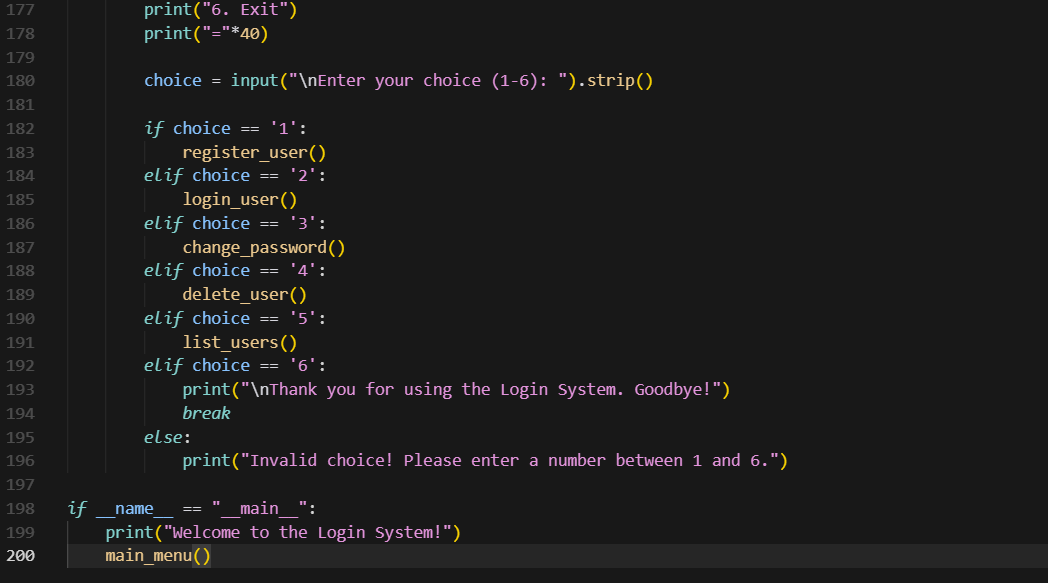 177 print("6. Exit")
178 print("="*40)
179
180 choice = input("\nEnter your choice (1-6): ").strip()
181
182 if choice == '1':
183 register_user()
184 elif choice == '2':
185 login_user()
186 elif choice == '3':
187 change_password()
188 elif choice == '4':
189 delete_user()
190 elif choice == '5':
191 list_users()
192 elif choice == '6':
193 print("\nThank you for using the Login System. Goodbye!")
194 break
195 else:
196 print("Invalid choice! Please enter a number between 1 and 6.")
197
198 if __name__ == "__main__":
199 print("Welcome to the Login System!")
200 main_menu()